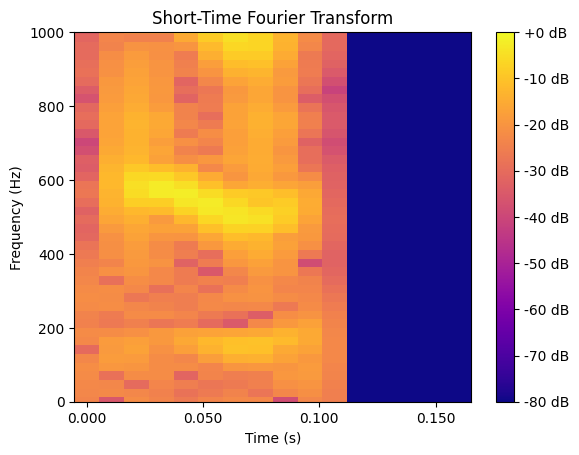 Short-Time Fourier Transform
1000
800
600
400
200
0
Frequency (Hz)
0.000
0.050
0.100
0.150
Time (s)
+0 dB
-10 dB
-20 dB
-30 dB
-40 dB
-50 dB
-60 dB
-70 dB
-80 dB